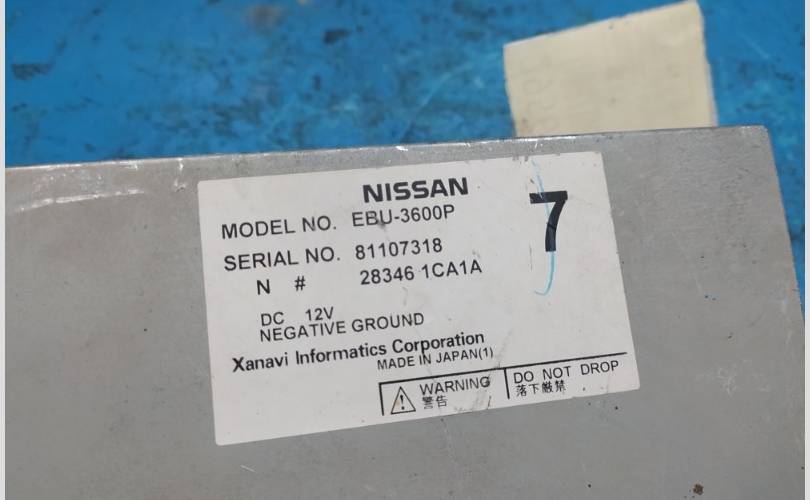 NISSAN
MODEL NO. EBU-3600P
7
SERIAL NO. 81107318
N # 28346 1CA1A
DC 12V
NEGATIVE GROUND
Xanavi Informatics Corporation
MADE IN JAPAN(1)
WARNING
警告
DO NOT DROP
落下厳禁